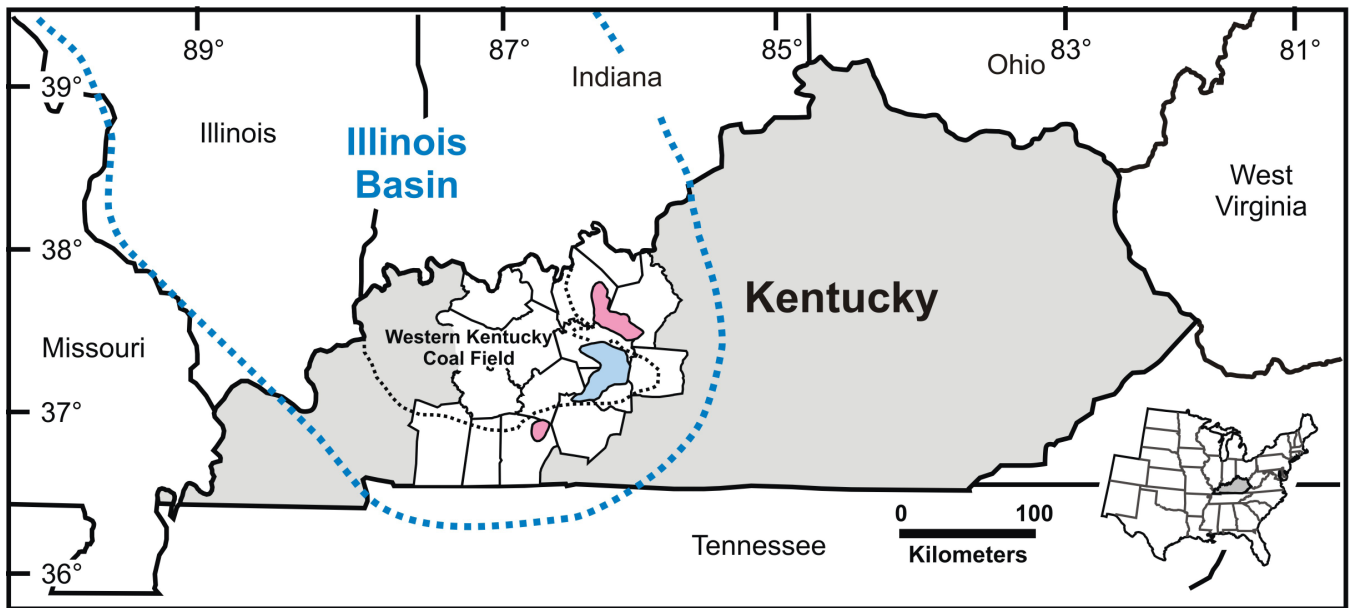 89°
87°
85°
83°
81°
39°
38°
37°
36°
Indiana
Ohio
Illinois
Illinois
Basin
West
Virginia
Kentucky
Western Kentucky
Coal Field
Missouri
Tennessee
0
100
Kilometers